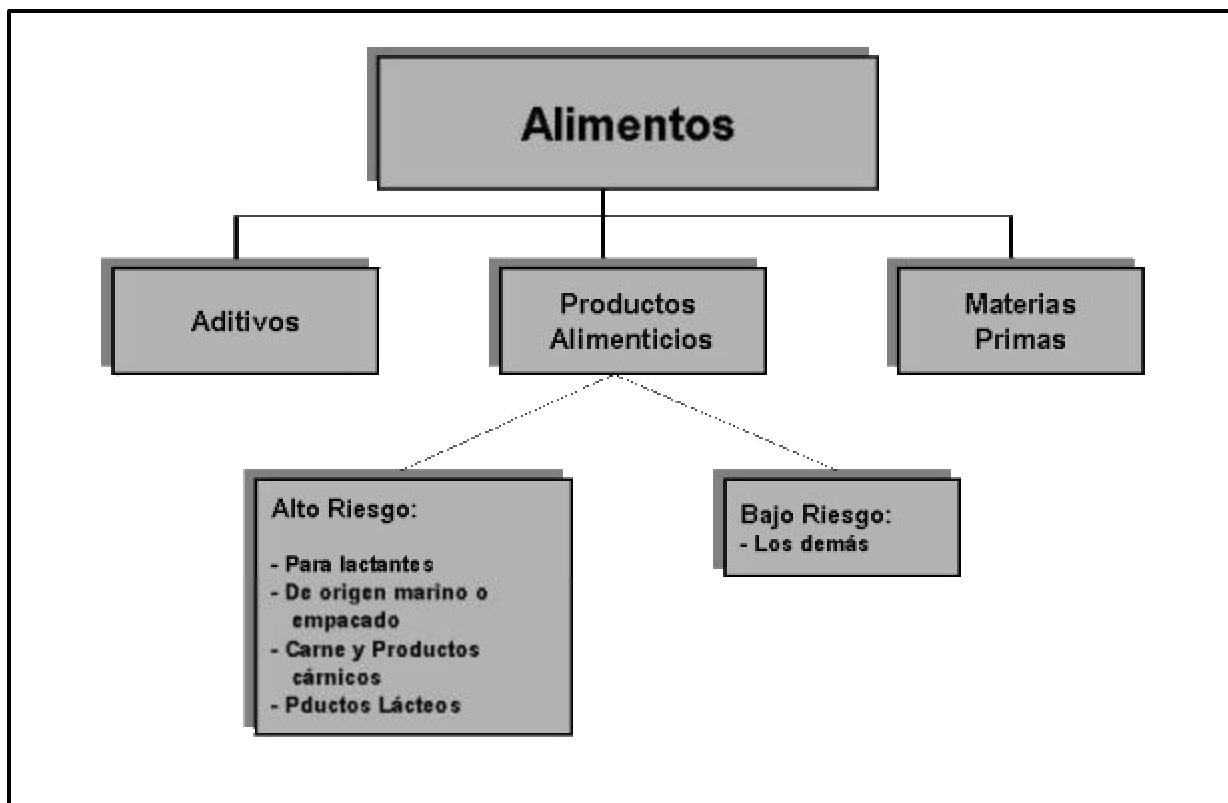 Alimentos
Aditivos
Productos
Alimenticios
Materias
Primas
Alto Riesgo:
- Para lactantes
- De origen marino o
empacado
- Carne y Productos
cárnicos
- Pductos Lácteos
Bajo Riesgo:
- Los demás